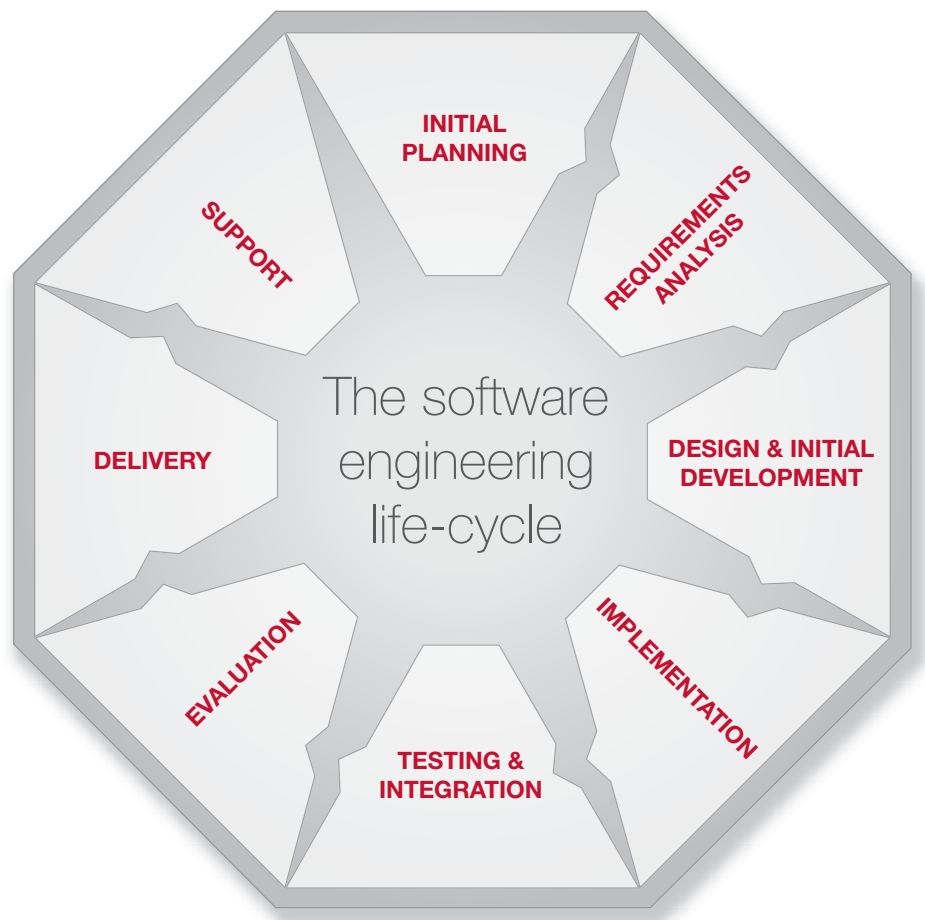 INITIAL
PLANNING
REQUIREMENTS
ANALYSIS
DESIGN & INITIAL
DEVELOPMENT
IMPLEMENTATION
TESTING &
INTEGRATION
EVALUATION
DELIVERY
SUPPORT
The software
engineering
life-cycle